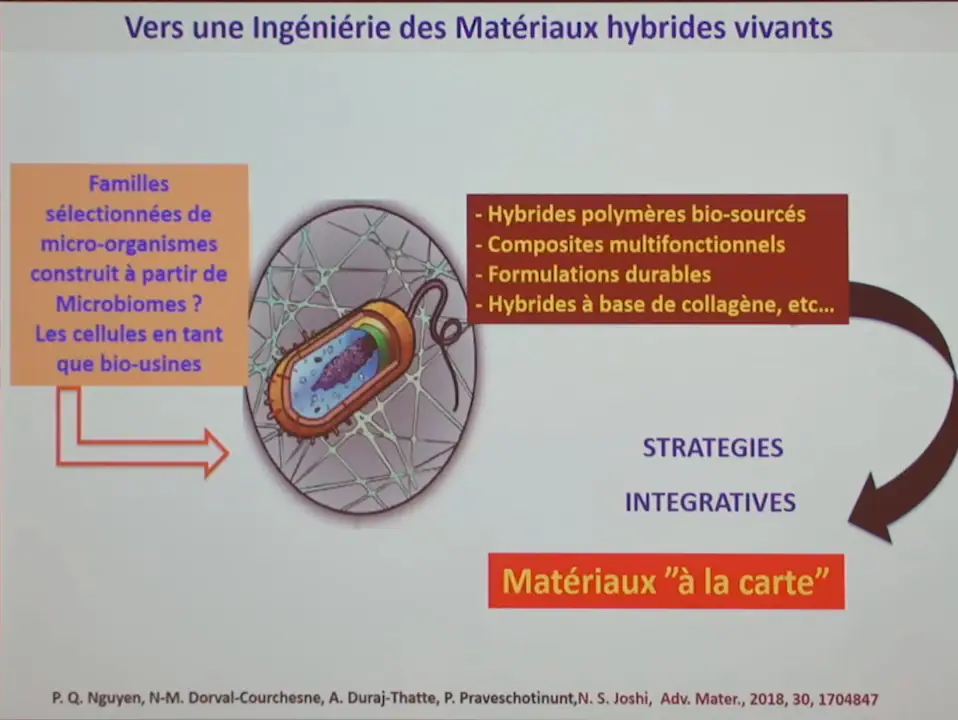 Vers une Ingéniérie des Matériaux hybrides vivants
Familles
sélectionnées de
micro-organismes
construit à partir de
Microbiomes ?
Les cellules en tant
que bio-usines
- Hybrides polymères bio-sourcés
- Composites multifonctionnels
- Formulations durables
- Hybrides à base de collagène, etc...
STRATEGIES
INTEGRATIVES
Matériaux ”à la carte”
P. Q. Nguyen, N-M. Dorval-Courchesne, A. Duraj-Thatte, P. Praveschotinunt,N. S. Joshi, Adv. Mater., 2018, 30, 1704847